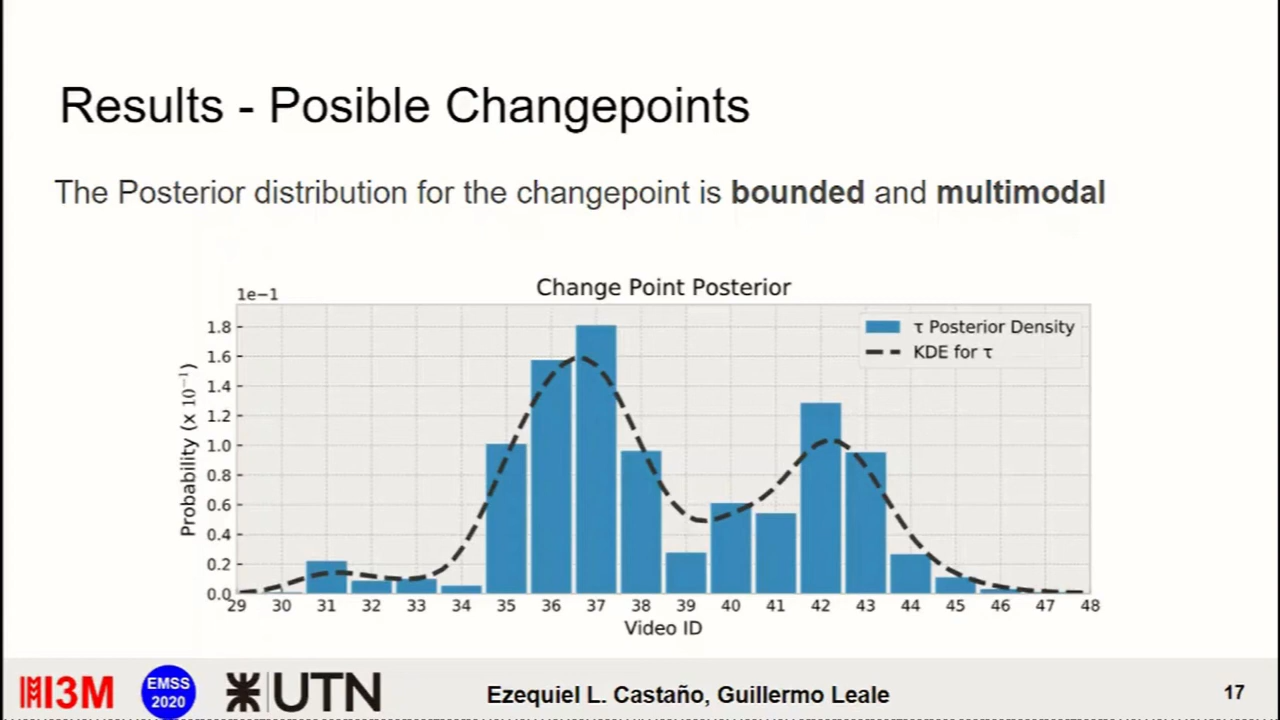 Results - Posible Changepoints
The Posterior distribution for the changepoint is bounded and multimodal
Change Point Posterior
1e−1
τ Posterior Density
KDE for τ
Probability (x 10⁻¹)
1.8
1.6
1.4
1.2
1.0
0.8
0.6
0.4
0.2
0.0
29 30 31 32 33 34 35 36 37 38 39 40 41 42 43 44 45 46 47 48
Video ID
I3M
EMSS
2020
UTN
Ezequiel L. Castaño, Guillermo Leale
17